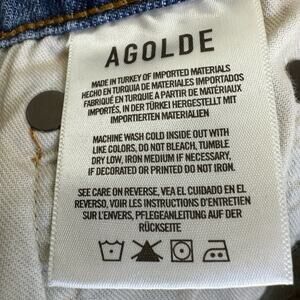 AGOLDE
MADE IN TURKEY OF IMPORTED MATERIALS
HECHO EN TURQUIA DE MATERIALES IMPORTADOS
FABRIQUÉ EN TURQUIE A PARTIR DE MATÉRIAUX
IMPORTÉS, IN DER TÜRKEI HERGESTELLT MIT
IMPORTIERTEN MATERIALIEN
MACHINE WASH COLD INSIDE OUT WITH
LIKE COLORS, DO NOT BLEACH, TUMBLE
DRY LOW, IRON MEDIUM IF NECESSARY,
IF DECORATED OR PRINTED DO NOT IRON.
SEE CARE ON REVERSE, VEA EL CUIDADO EN EL
REVERSO, VOIR LES INSTRUCTIONS D'ENTRETIEN
SUR L'ENVERS, PFLEGEANLEITUNG AUF DER
RÜCKSEITE